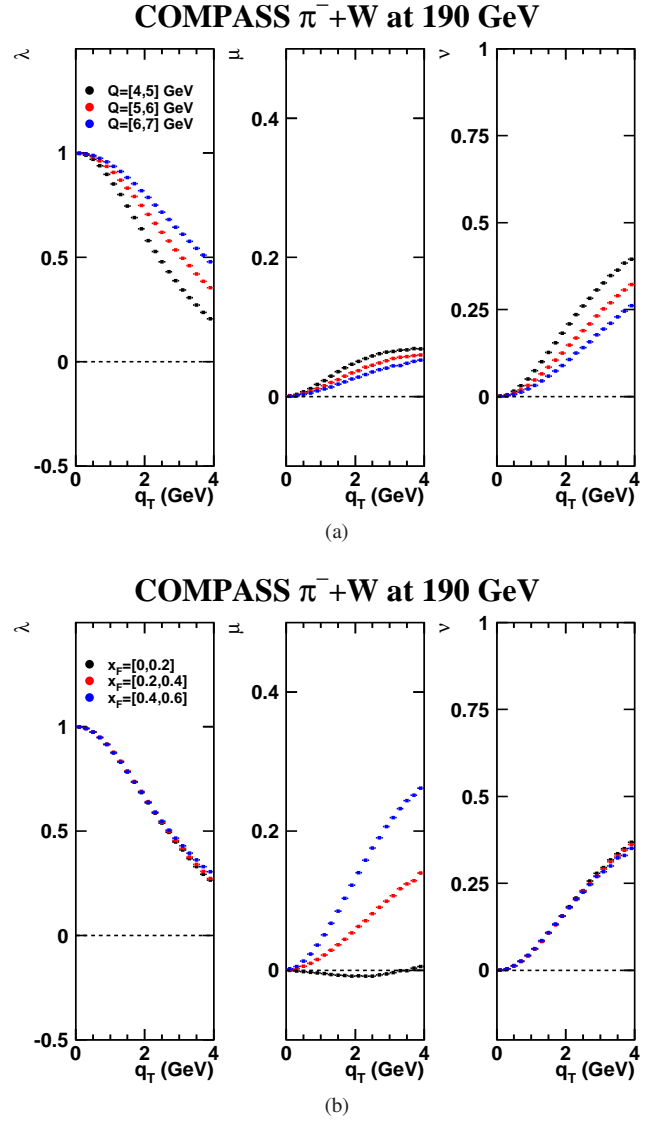 COMPASS π⁻+W at 190 GeV
λ
μ
ν
Q=[4,5] GeV
Q=[5,6] GeV
Q=[6,7] GeV
1
0.5
0
-0.5
0.4
0.2
0
1
0.75
0.5
0.25
0
0 2 4
0 2 4
0 2 4
q_T (GeV)
q_T (GeV)
q_T (GeV)
(a)
COMPASS π⁻+W at 190 GeV
λ
μ
ν
x_F=[0,0.2]
x_F=[0.2,0.4]
x_F=[0.4,0.6]
1
0.5
0
-0.5
0.4
0.2
0
1
0.75
0.5
0.25
0
0 2 4
0 2 4
0 2 4
q_T (GeV)
q_T (GeV)
q_T (GeV)
(b)